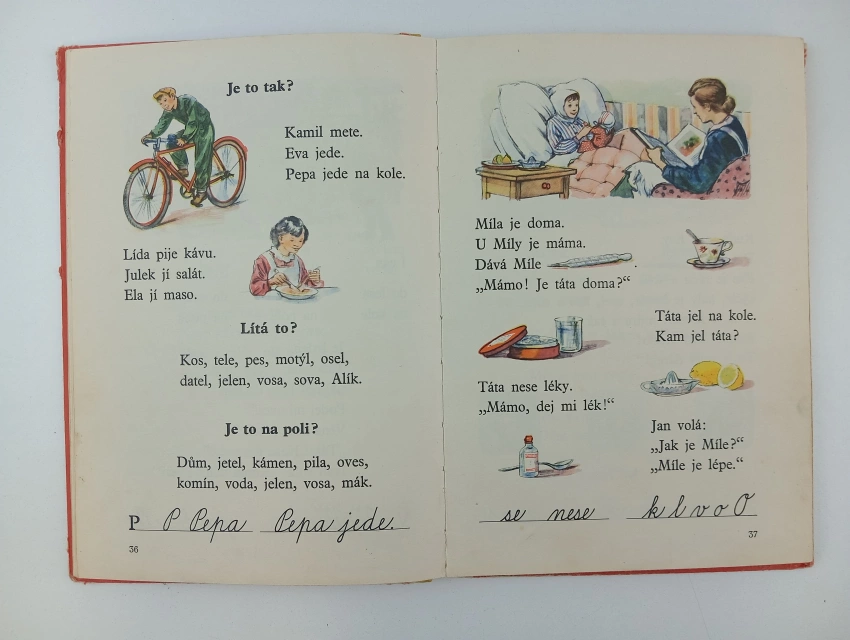 Je to tak?
Kamil mete.
Eva jede.
Pepa jede na kole.
Lída pije kávu.
Julek jí salát.
Ela jí maso.
Lítá to?
Kos, tele, pes, motýl, osel,
datel, jelen, vosa, sova, Alík.
Je to na poli?
Dům, jetel, kámen, pila, oves,
komín, voda, jelen, vosa, mák.
P P Pepa Pepa jede.
36
Míla je doma.
U Míly je máma.
Dává Míle .
„Mámo! Je táta doma?“
Táta jel na kole.
Kam jel táta?
Táta nese léky.
„Mámo, dej mi lék!“
Jan volá:
„Jak je Míle?“
„Míle je lépe.“
se nese k l v o O
37